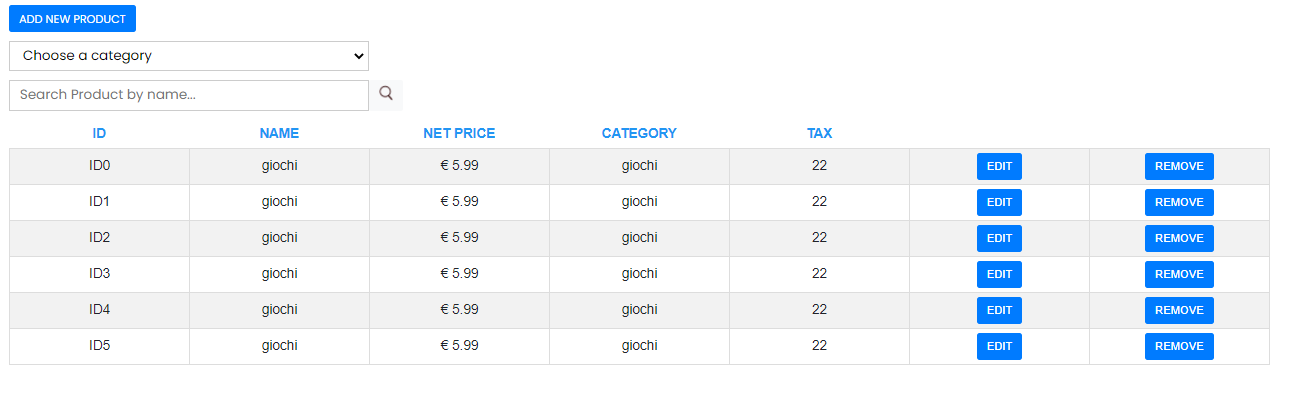 ADD NEW PRODUCT
Choose a category
Search Product by name...
ID NAME NET PRICE CATEGORY TAX
ID0 giochi € 5.99 giochi 22 EDIT REMOVE
ID1 giochi € 5.99 giochi 22 EDIT REMOVE
ID2 giochi € 5.99 giochi 22 EDIT REMOVE
ID3 giochi € 5.99 giochi 22 EDIT REMOVE
ID4 giochi € 5.99 giochi 22 EDIT REMOVE
ID5 giochi € 5.99 giochi 22 EDIT REMOVE